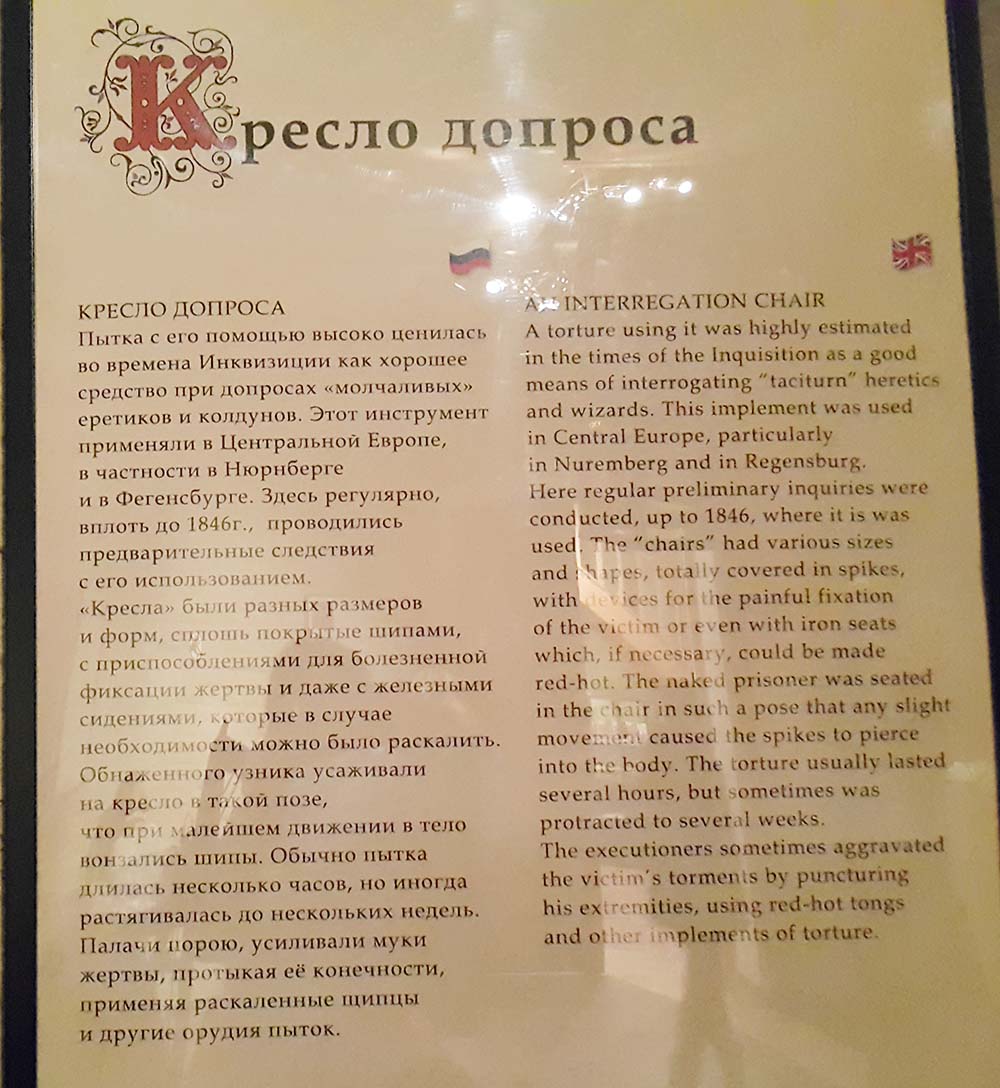 Кресло допроса
КРЕСЛО ДОПРОСА
Пытка с его помощью высоко ценилась
во времена Инквизиции как хорошее
средство при допросах «молчаливых»
еретиков и колдунов. Этот инструмент
применяли в Центральной Европе,
в частности в Нюрнберге
и в Фегенсбурге. Здесь регулярно,
вплоть до 1846г., проводились
предварительные следствия
с его использованием.
«Кресла» были разных размеров
и форм, сплошь покрытые шипами,
с приспособлениями для болезненной
фиксации жертвы и даже с железными
сидениями, которые в случае
необходимости можно было раскалить.
Обнаженного узника усаживали
на кресло в такой позе,
что при малейшем движении в тело
вонзались шипы. Обычно пытка
длилась несколько часов, но иногда
растягивалась до нескольких недель.
Палачи порою, усиливали муки
жертвы, протыкая её конечности,
применяя раскаленные щипцы
и другие орудия пыток.
AN INTERREGATION CHAIR
A torture using it was highly estimated
in the times of the Inquisition as a good
means of interrogating "taciturn" heretics
and wizards. This implement was used
in Central Europe, particularly
in Nuremberg and in Regensburg.
Here regular preliminary inquiries were
conducted, up to 1846, where it is was
used. The "chairs" had various sizes
and shapes, totally covered in spikes,
with devices for the painful fixation
of the victim or even with iron seats
which, if necessary, could be made
red-hot. The naked prisoner was seated
in the chair in such a pose that any slight
movement caused the spikes to pierce
into the body. The torture usually lasted
several hours, but sometimes was
protracted to several weeks.
The executioners sometimes aggravated
the victim´s torments by puncturing
his extremities, using red-hot tongs
and other implements of torture.